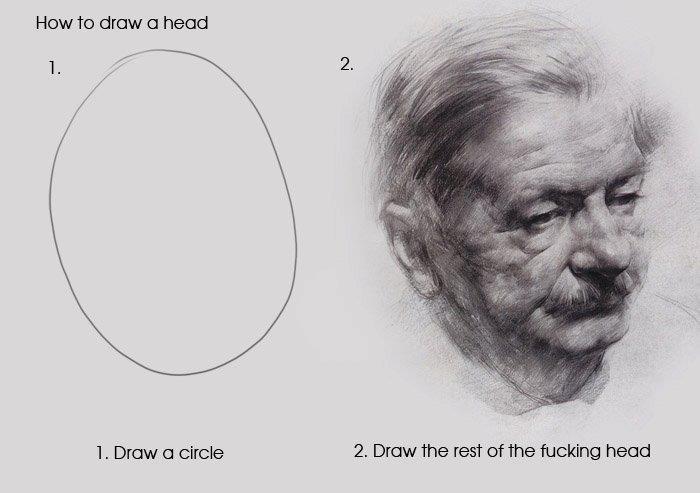 How to draw a head
1.
2.
1. Draw a circle
2. Draw the rest of the fucking head